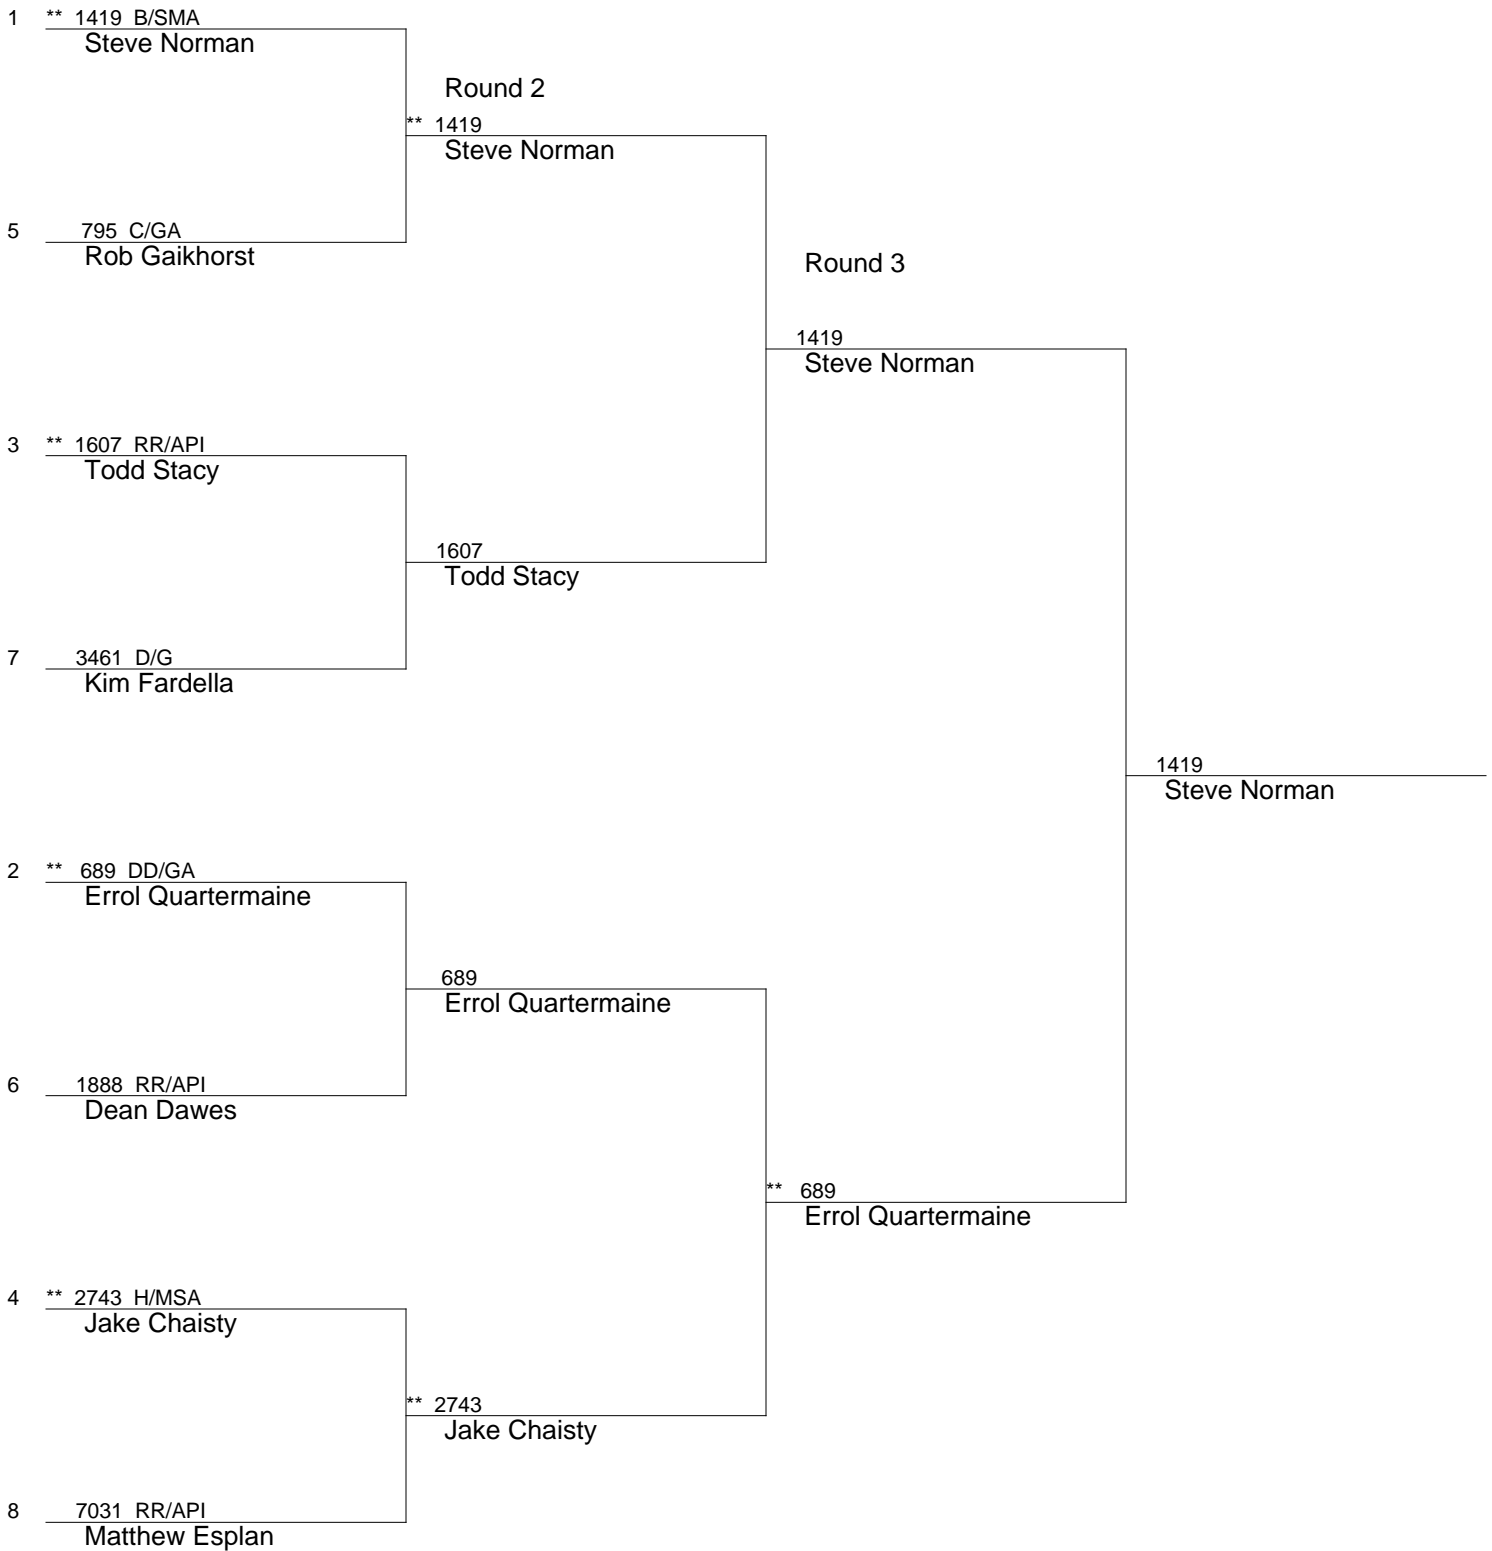 1 ** 1419 B/SMA
Steve Norman
Round 2
** 1419
Steve Norman
5 795 C/GA
Rob Gaikhorst
Round 3
1419
Steve Norman
3 ** 1607 RR/API
Todd Stacy
1607
Todd Stacy
7 3461 D/G
Kim Fardella
1419
Steve Norman
2 ** 689 DD/GA
Errol Quartermaine
689
Errol Quartermaine
6 1888 RR/API
Dean Dawes
** 689
Errol Quartermaine
4 ** 2743 H/MSA
Jake Chaisty
** 2743
Jake Chaisty
8 7031 RR/API
Matthew Esplan